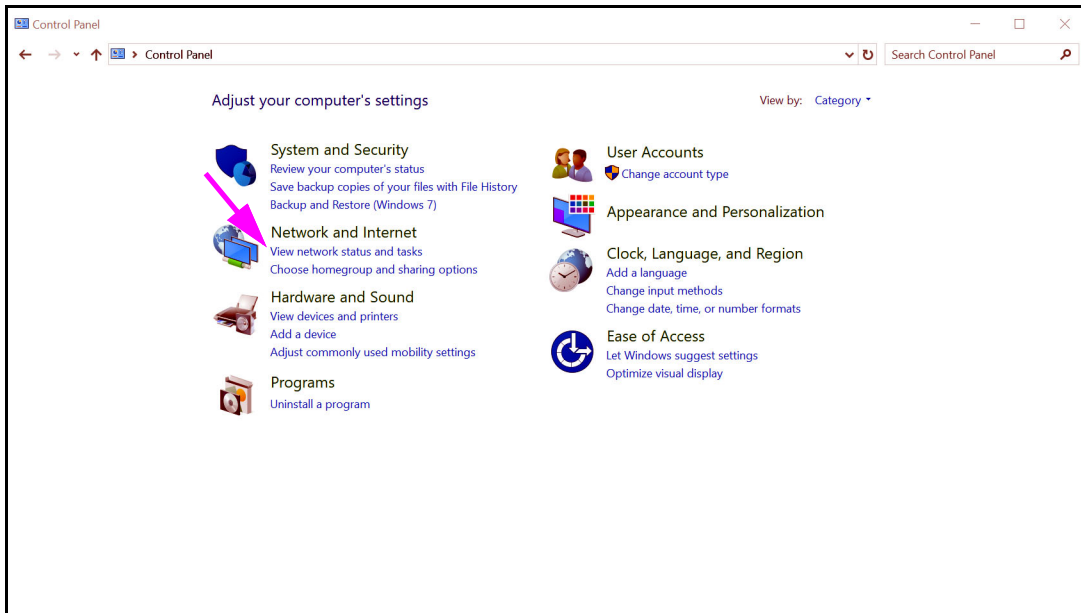 Control Panel
Control Panel
Search Control Panel
Adjust your computer's settings
View by: Category
System and Security
Review your computer's status
Save backup copies of your files with File History
Backup and Restore (Windows 7)
Network and Internet
View network status and tasks
Choose homegroup and sharing options
Hardware and Sound
View devices and printers
Add a device
Adjust commonly used mobility settings
Programs
Uninstall a program
User Accounts
Change account type
Appearance and Personalization
Clock, Language, and Region
Add a language
Change input methods
Change date, time, or number formats
Ease of Access
Let Windows suggest settings
Optimize visual display